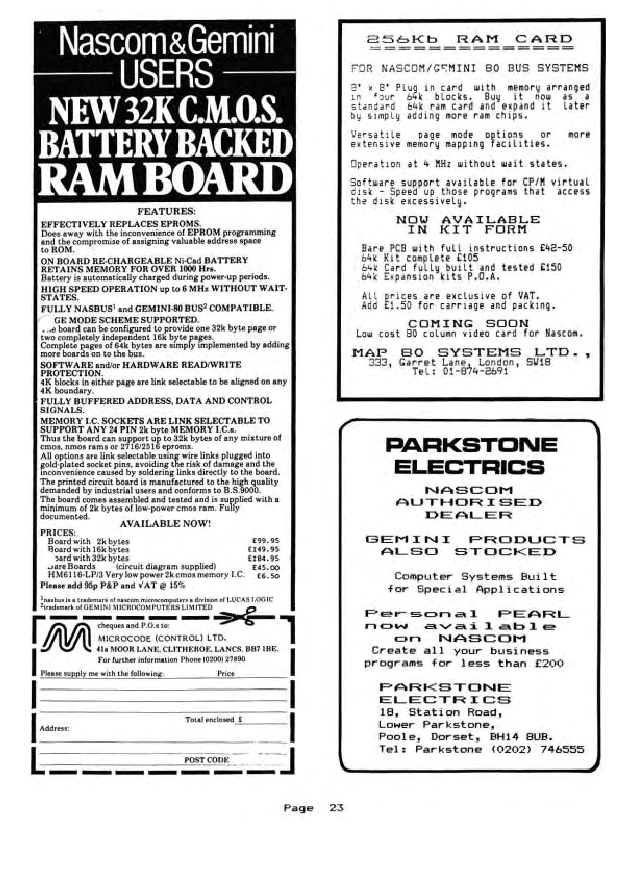 Nascom & Gemini
USERS
NEW 32K C.M.O.S.
BATTERY BACKED
RAM BOARD
FEATURES:
EFFECTIVELY REPLACES EPROMS.
Does away with the inconvenience of EPROM programming
and the compromise of assigning valuable address space
to ROM.
ON BOARD RE-CHARGEABLE Ni-Cad BATTERY
RETAINS MEMORY FOR OVER 1000 Hrs.
Battery is automatically charged during power-up periods.
HIGH SPEED OPERATION up to 6 MHz WITHOUT WAIT-
STATES.
FULLY NASBUS¹ and GEMINI-80 BUS² COMPATIBLE.
GE MODE SCHEME SUPPORTED.
board can be configured to provide one 32k byte page or
two completely independent 16k byte pages.
Complete pages of 64k bytes are simply implemented by adding
more boards on to the bus.
SOFTWARE and/or HARDWARE READ/WRITE
PROTECTION.
4K blocks in either page are link selectable to be aligned on any
4K boundary.
FULLY BUFFERED ADDRESS, DATA AND CONTROL
SIGNALS.
MEMORY I.C. SOCKETS ARE LINK SELECTABLE TO
SUPPORT ANY 24 PIN 2k byte MEMORY I.C.s.
Thus the board can support up to 32k bytes of any mixture of
cmos, nmos rams or 2716/2516 eproms.
All options are link selectable using wire links plugged into
gold-plated socket pins, avoiding the risk of damage and the
inconvenience caused by soldering links directly to the board.
The printed circuit board is manufactured to the high quality
demanded by industrial users and conforms to B.S.9000.
The board comes assembled and tested and is supplied with a
minimum of 2k bytes of low-power cmos ram. Fully
documented.
AVAILABLE NOW!
PRICES:
Board with 2k bytes £99.95
Board with 16k bytes £149.95
oard with 32k bytes £184.95
are Boards (circuit diagram supplied) £45.00
HM6116-LP/3 Very low power 2k cmos memory I.C. £6.50
Please add 95p P&P and VAT @ 15%
¹nasbus is a trademark of nascom microcomputers a division of LUCAS LOGIC
²trademark of GEMINI MICROCOMPUTERS LIMITED
cheques and P.O.s to:
MICROCODE (CONTROL) LTD.
41a MOOR LANE, CLITHEROE, LANCS. BB7 1BE.
For further information Phone (0200) 27890
Please supply me with the following: Price
Total enclosed £
Address:
POST CODE
256Kb RAM CARD
FOR NASCOM/GEMINI 80 BUS SYSTEMS
8" x 8" Plug in card with memory arranged
in four 64k blocks. Buy it now as a
standard 64k ram card and expand it later
by simply adding more ram chips.
Versatile page mode options or more
extensive memory mapping facilities.
Operation at 4 MHz without wait states.
Software support available for CP/M virtual
disk - Speed up those programs that access
the disk excessively.
NOW AVAILABLE
IN KIT FORM
Bare PCB with full instructions £42-50
64k Kit complete £105
64k Card fully built and tested £150
64k Expansion kits P.O.A.
All prices are exclusive of VAT.
Add £1.50 for carriage and packing.
COMING SOON
Low cost 80 column video card for Nascom.
MAP 80 SYSTEMS LTD.,
333, Garret Lane, London, SW18
Tel: 01-874-2691
PARKSTONE
ELECTRICS
NASCOM
AUTHORISED
DEALER
GEMINI PRODUCTS
ALSO STOCKED
Computer Systems Built
for Special Applications
Personal PEARL
now available
on NASCOM
Create all your business
programs for less than £200
PARKSTONE
ELECTRICS
18, Station Road,
Lower Parkstone,
Poole, Dorset, BH14 8UB.
Tel: Parkstone (0202) 746555
Page 23